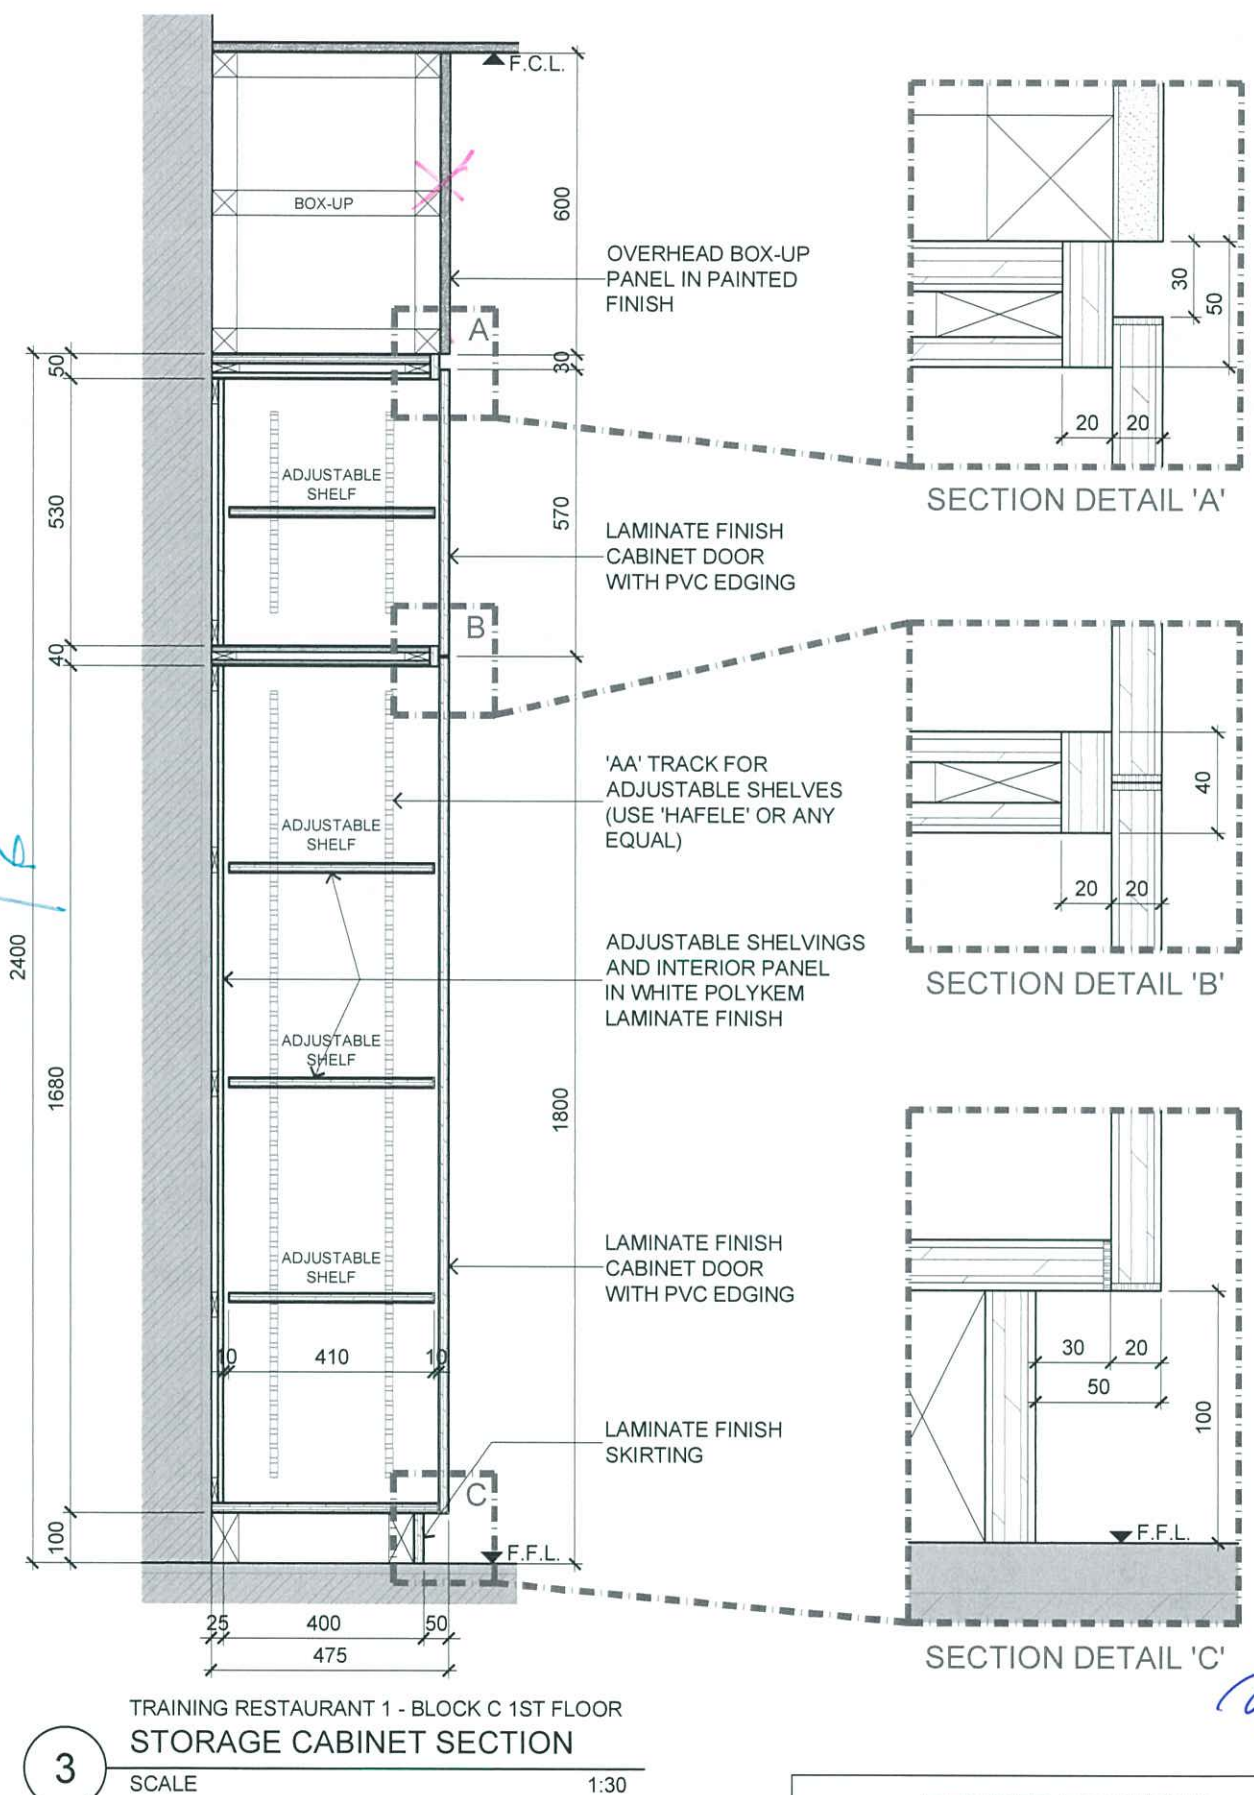 F.C.L.
BOX-UP
600
OVERHEAD BOX-UP
PANEL IN PAINTED
FINISH
A
50
30
30
50
20
20
SECTION DETAIL 'A'
ADJUSTABLE
SHELF
530
570
LAMINATE FINISH
CABINET DOOR
WITH PVC EDGING
B
40
40
20
20
SECTION DETAIL 'B'
'AA' TRACK FOR
ADJUSTABLE SHELVES
(USE 'HAFELE' OR ANY
EQUAL)
ADJUSTABLE
SHELF
2400
ADJUSTABLE SHELVINGS
AND INTERIOR PANEL
IN WHITE POLYKEM
LAMINATE FINISH
ADJUSTABLE
SHELF
1680
1800
LAMINATE FINISH
CABINET DOOR
WITH PVC EDGING
ADJUSTABLE
SHELF
10
410
10
LAMINATE FINISH
SKIRTING
C
100
F.F.L.
30
20
50
100
F.F.L.
SECTION DETAIL 'C'
25
400
50
475
TRAINING RESTAURANT 1 - BLOCK C 1ST FLOOR
3
STORAGE CABINET SECTION
SCALE
1:30